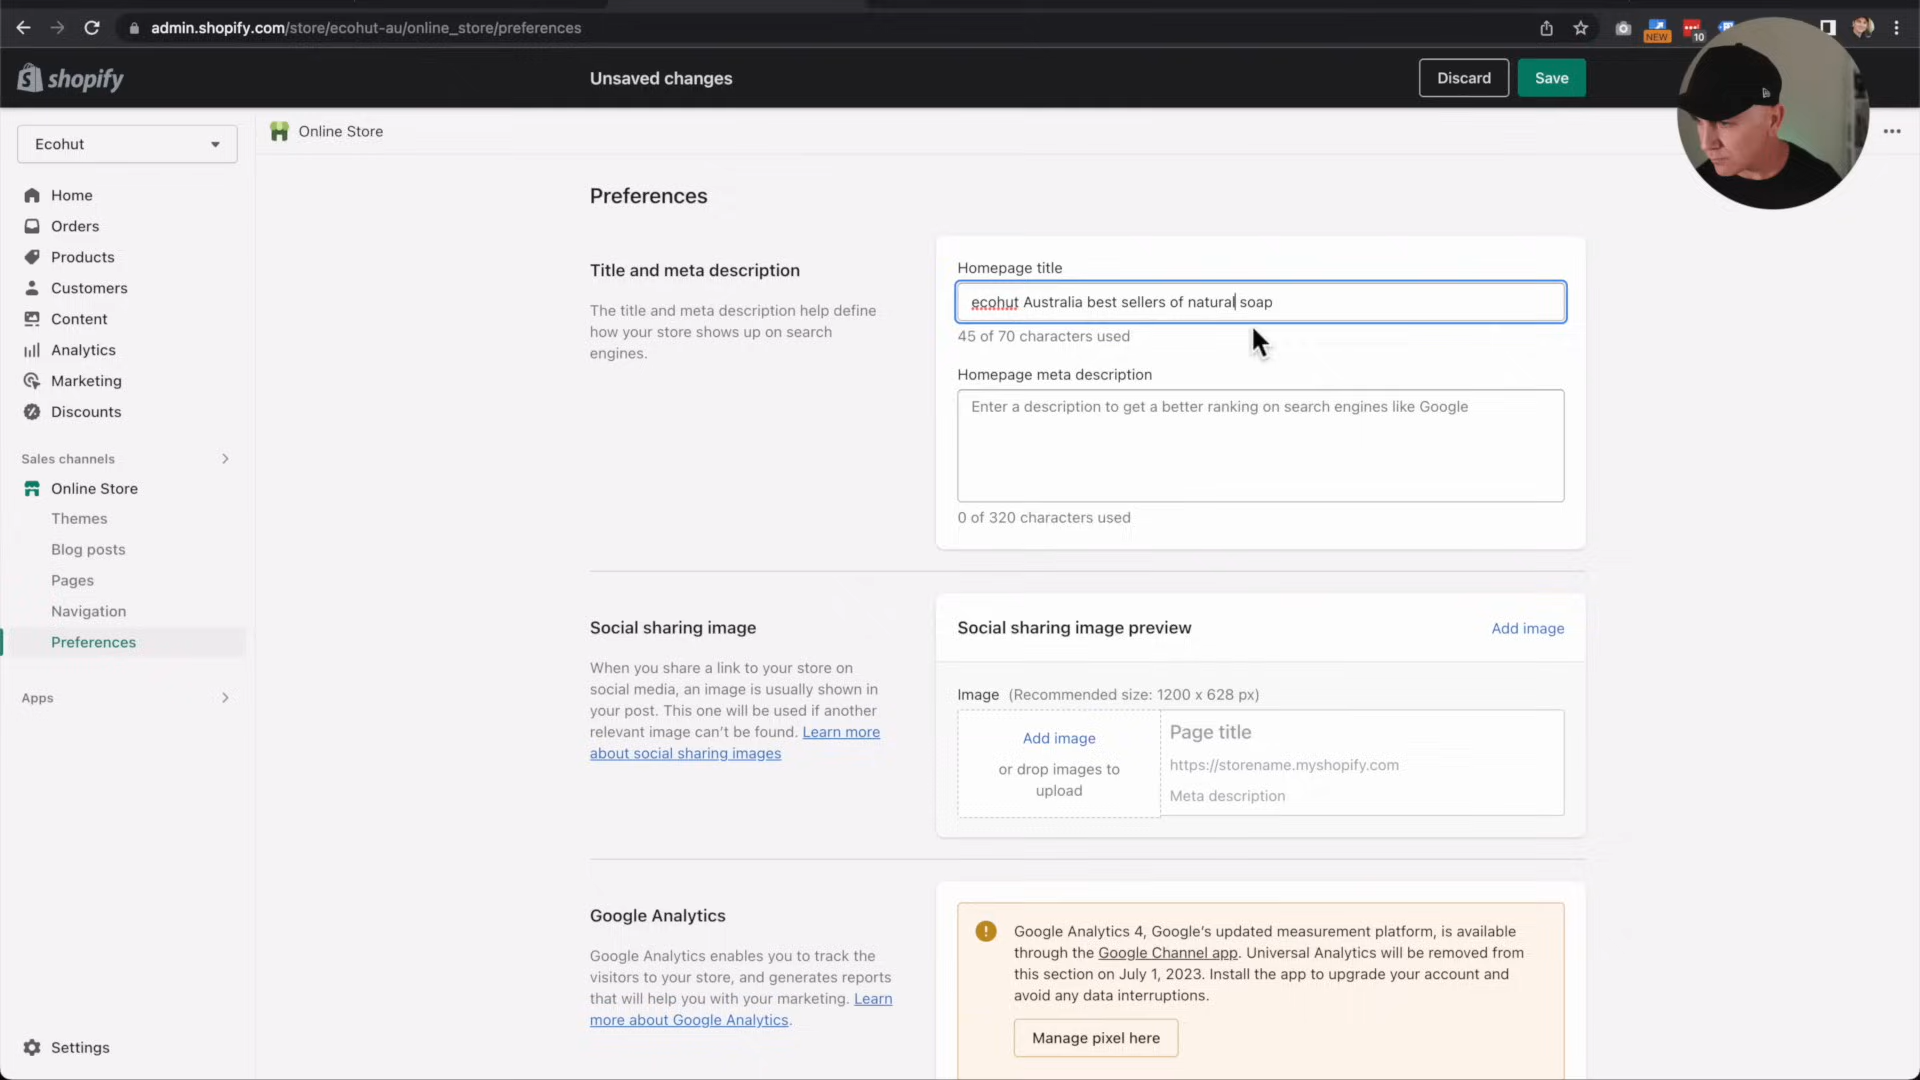 admin.shopify.com/store/ecohut-au/online_store/preferences
NEW
10
shopify
Unsaved changes
Discard
Save
Ecohut
Online Store
Home
Orders
Products
Customers
Content
Analytics
Marketing
Discounts
Sales channels
Online Store
Themes
Blog posts
Pages
Navigation
Preferences
Apps
Settings
Preferences
Title and meta description
The title and meta description help define
how your store shows up on search
engines.
Homepage title
ecohut Australia best sellers of natural soap
45 of 70 characters used
Homepage meta description
Enter a description to get a better ranking on search engines like Google
0 of 320 characters used
Social sharing image
When you share a link to your store on
social media, an image is usually shown in
your post. This one will be used if another
relevant image can’t be found. Learn more
about social sharing images
Social sharing image preview
Add image
Image (Recommended size: 1200 x 628 px)
Add image
or drop images to
upload
Page title
https://storename.myshopify.com
Meta description
Google Analytics
Google Analytics enables you to track the
visitors to your store, and generates reports
that will help you with your marketing. Learn
more about Google Analytics.
Google Analytics 4, Google’s updated measurement platform, is available
through the Google Channel app. Universal Analytics will be removed from
this section on July 1, 2023. Install the app to upgrade your account and
avoid any data interruptions.
Manage pixel here